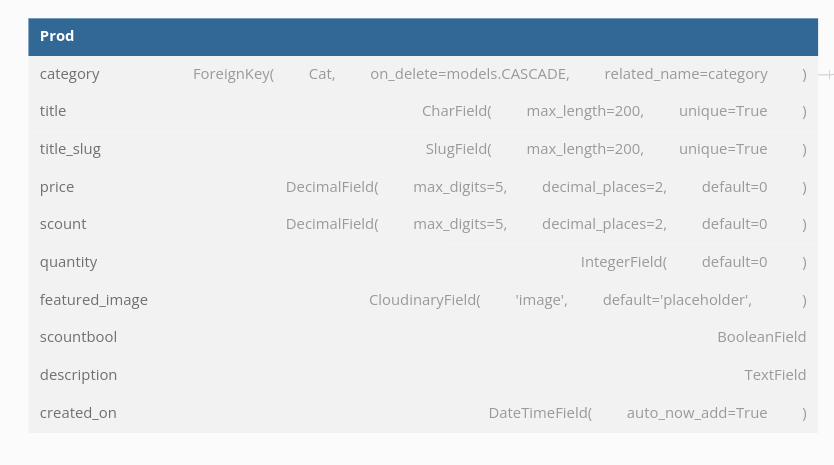 Prod
category ForeignKey( Cat, on_delete=models.CASCADE, related_name=category )
title CharField( max_length=200, unique=True )
title_slug SlugField( max_length=200, unique=True )
price DecimalField( max_digits=5, decimal_places=2, default=0 )
scount DecimalField( max_digits=5, decimal_places=2, default=0 )
quantity IntegerField( default=0 )
featured_image CloudinaryField( 'image', default='placeholder', )
scountbool BooleanField
description TextField
created_on DateTimeField( auto_now_add=True )